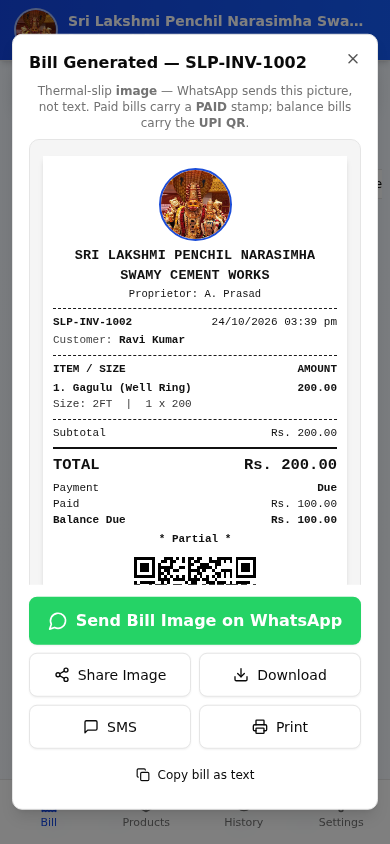 Sri Lakshmi Penchil Narasimha Swa...
Bill Generated — SLP-INV-1002
Thermal-slip image — WhatsApp sends this picture,
not text. Paid bills carry a PAID stamp; balance bills
carry the UPI QR.
SRI LAKSHMI PENCHIL NARASIMHA
SWAMY CEMENT WORKS
Proprietor: A. Prasad
SLP-INV-1002 24/10/2026 03:39 pm
Customer: Ravi Kumar
ITEM / SIZE AMOUNT
1. Gagulu (Well Ring) 200.00
Size: 2FT | 1 x 200
Subtotal Rs. 200.00
TOTAL Rs. 200.00
Payment Due
Paid Rs. 100.00
Balance Due Rs. 100.00
* Partial *
Send Bill Image on WhatsApp
Share Image Download
SMS Print
Copy bill as text
Bill Products History Settings